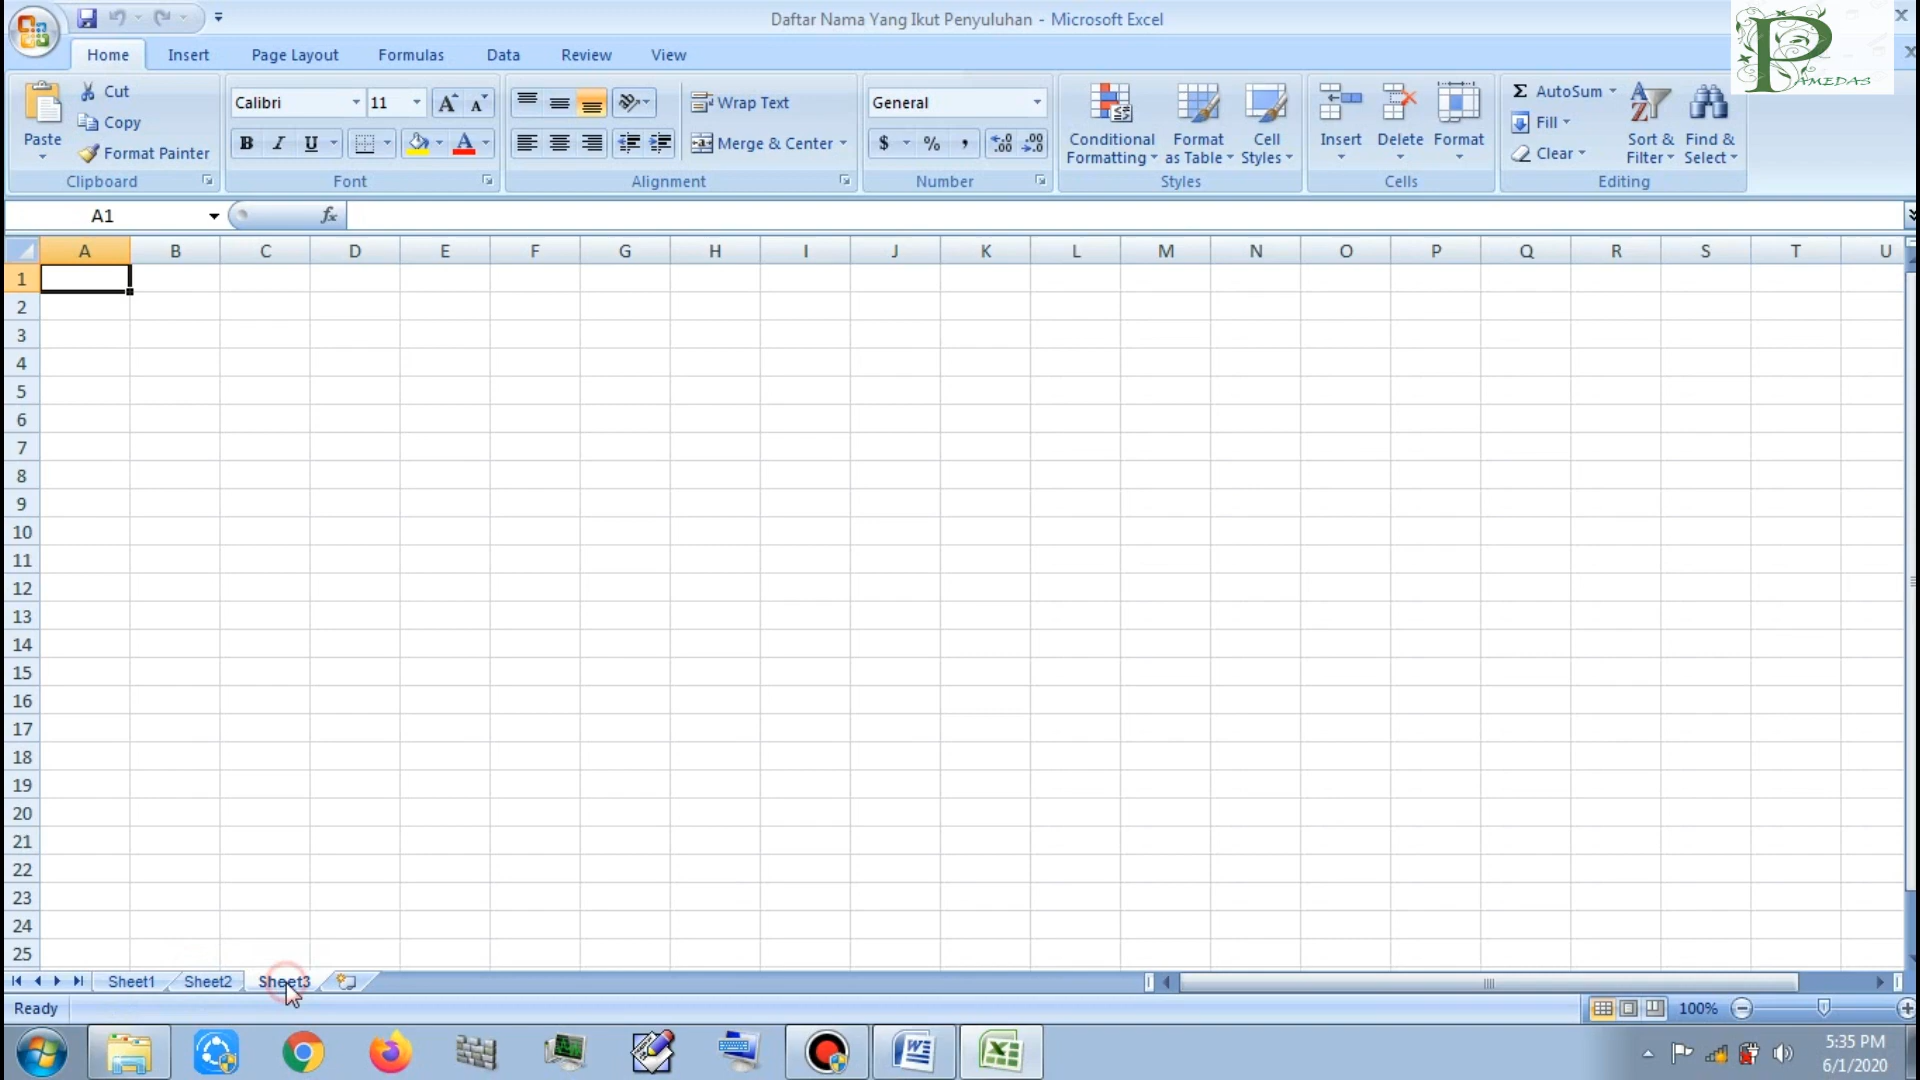 Daftar Nama Yang Ikut Penyuluhan - Microsoft Excel
Home Insert Page Layout Formulas Data Review View
PAMEDAS
Paste
Cut
Copy
Format Painter
Clipboard
Calibri 11
B I U
Font
Wrap Text
Merge & Center
Alignment
General
$ % ,
Number
Conditional Formatting
Format as Table
Cell Styles
Styles
Insert Delete Format
Cells
Σ AutoSum
Fill
Clear
Sort & Filter
Find & Select
Editing
A1 fx
A B C D E F G H I J K L M N O P Q R S T U
1
2
3
4
5
6
7
8
9
10
11
12
13
14
15
16
17
18
19
20
21
22
23
24
25
Sheet1 Sheet2 Sheet3
Ready 100%
5:35 PM
6/1/2020